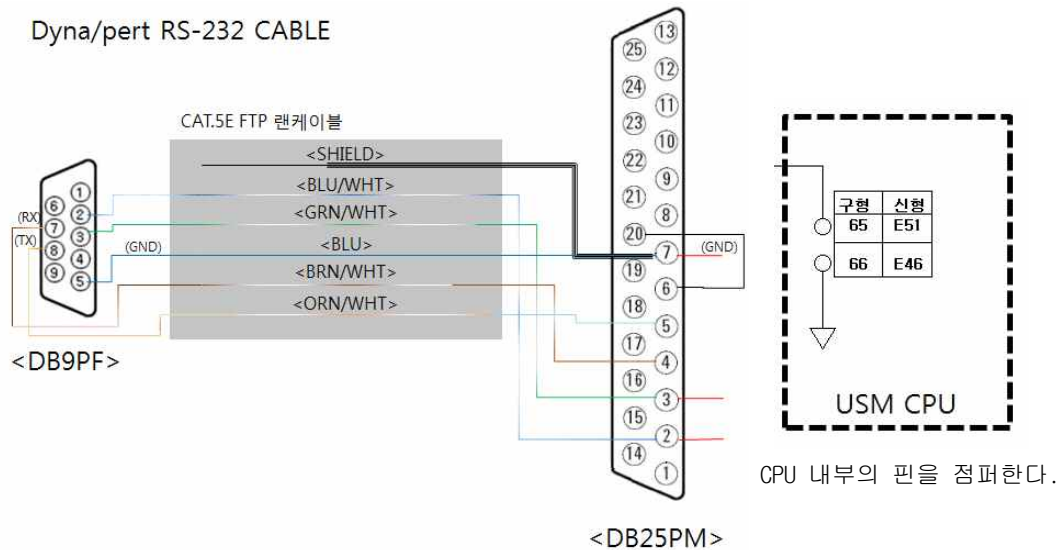 Dyna/pert RS-232 CABLE
CAT.5E FTP 랜케이블
<SHIELD>
<BLU/WHT>
<GRN/WHT>
<BLU>
<BRN/WHT>
<ORN/WHT>
(RX)
(TX)
(GND)
1
6
2
7
3
8
4
9
5
<DB9PF>
13
25
12
24
11
23
10
22
9
21
8
20
7
(GND)
19
6
18
5
17
4
16
3
15
2
14
1
<DB25PM>
구형 신형
65 E51
66 E46
USM CPU
CPU 내부의 핀을 점퍼한다.